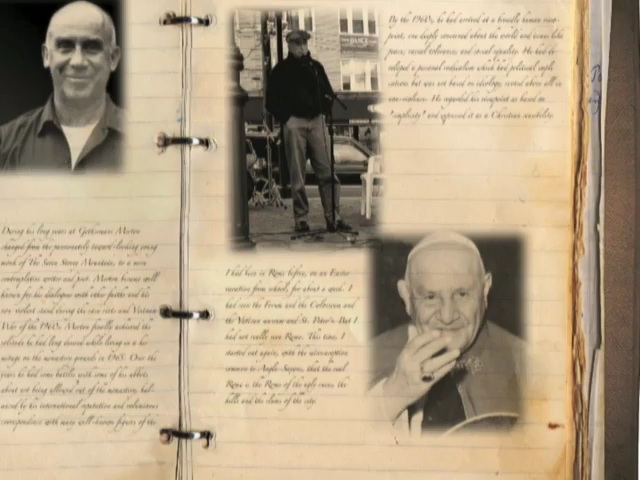 During his long years at Gethsemani Merton
changed from the passionately inward-looking young
monk of The Seven Storey Mountain, to a more
contemplative writer and poet. Merton became well
known for his dialogues with other faiths and his
non-violent stand during the race riots and Vietnam
War of the 1960's. Merton finally achieved the
solitude he had long desired while living in a her-
mitage on the monastery grounds in 1965. Over the
years he had some battles with some of his abbots
about not being allowed out of the monastery, bal-
anced by his international reputation and voluminous
correspondence with many well-known figures of the
By the 1960's, he had arrived at a broadly human view-
point, one deeply concerned about the world and issues like
peace, racial tolerance, and social equality. He had de-
veloped a personal radicalism which had political impli-
cations but was not based on ideology, rooted above all in
non-violence. He regarded his viewpoint as based on
"simplicity" and expressed it as a Christian sensibility.
I had been in Rome before, on an Easter
vacation from school, for about a week. I
had seen the Forum and the Colosseum and
the Vatican museum and St. Peter's. But I
had not really seen Rome. This time, I
started out again, with the misconception
common to Anglo-Saxons, that the real
Rome is the Rome of the ugly ruins, the
hills and the slums of the city.